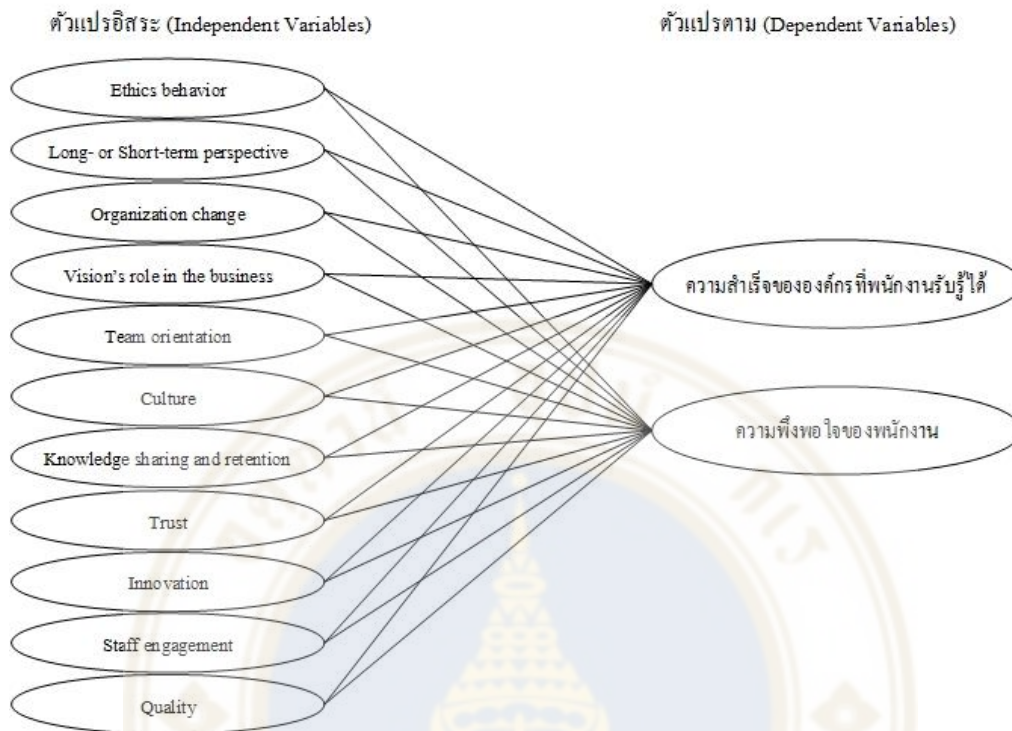 ตัวแปรอิสระ (Independent Variables)
ตัวแปรตาม (Dependent Variables)
Ethics behavior
Long- or Short-term perspective
Organization change
Vision's role in the business
Team orientation
Culture
Knowledge sharing and retention
Trust
Innovation
Staff engagement
Quality
ความสำเร็จขององค์กรที่พนักงานรับรู้ได้
ความพึงพอใจของพนักงาน